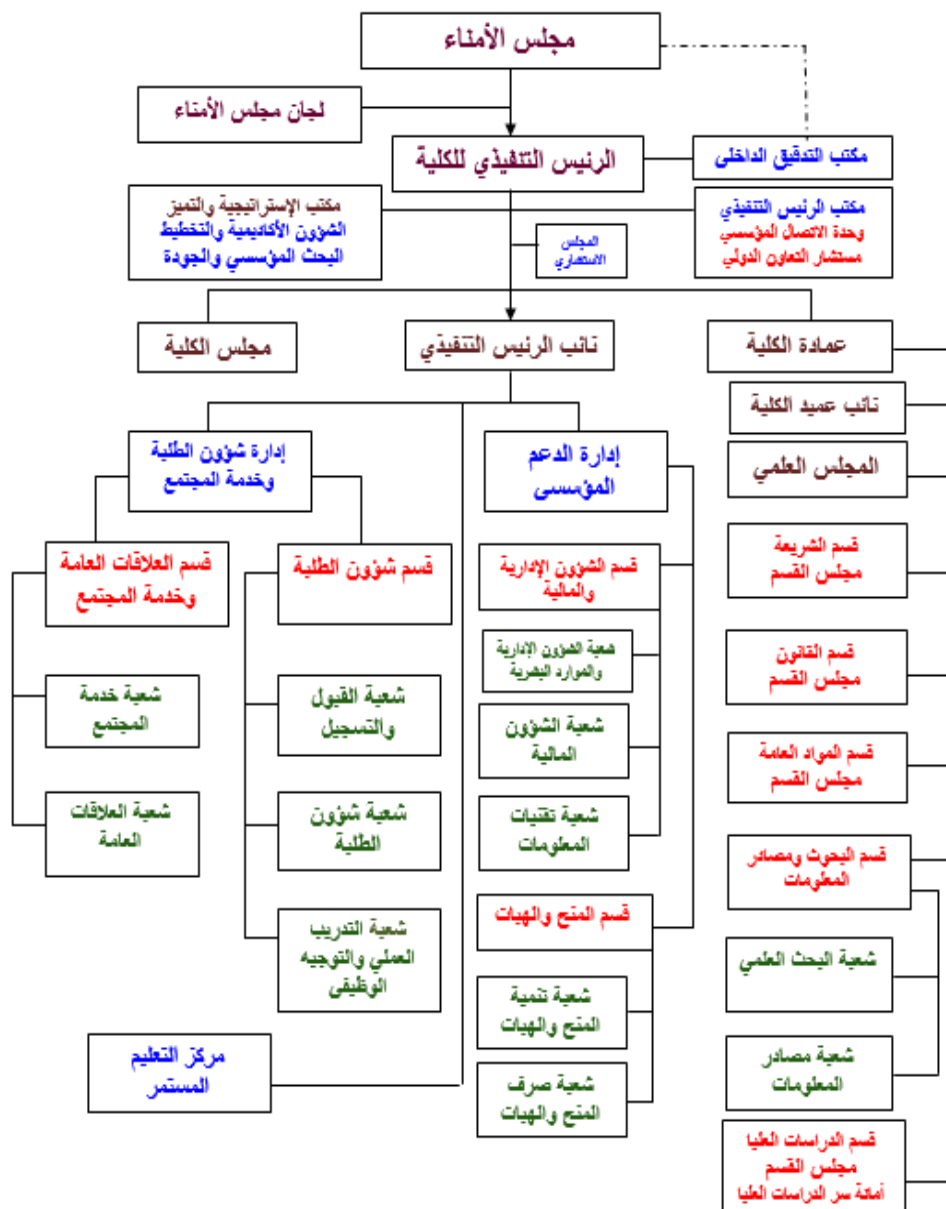 مجلس الأمناء
لجان مجلس الأمناء
الرئيس التنفيذي للكلية
مكتب التدقيق الداخلي
مكتب الرئيس التنفيذي
وحدة الاتصال المؤسسي
مستشار التعاون الدولي
مكتب الإستراتيجية والتميز
الشؤون الأكاديمية والتخطيط
البحث المؤسسي والجودة
المجلس
الاستشاري
عمادة الكلية
نائب الرئيس التنفيذي
مجلس الكلية
نائب عميد الكلية
المجلس العلمي
قسم الشريعة
مجلس القسم
قسم القانون
مجلس القسم
قسم المواد العامة
مجلس القسم
قسم البحوث ومصادر
المعلومات
شعبة البحث العلمي
شعبة مصادر
المعلومات
قسم الدراسات العليا
مجلس القسم
أمانة سر الدراسات العليا
إدارة الدعم
المؤسسي
قسم الشؤون الإدارية
والمالية
شعبة الشؤون الإدارية
والموارد البشرية
شعبة الشؤون
المالية
شعبة تقنيات
المعلومات
قسم المنح والهبات
شعبة تنمية
المنح والهبات
شعبة صرف
المنح والهبات
إدارة شؤون الطلبة
وخدمة المجتمع
قسم شؤون الطلبة
شعبة القبول
والتسجيل
شعبة شؤون
الطلبة
شعبة التدريب
العملي والتوجيه
الوظيفي
قسم العلاقات العامة
وخدمة المجتمع
شعبة خدمة
المجتمع
شعبة العلاقات
العامة
مركز التعليم
المستمر